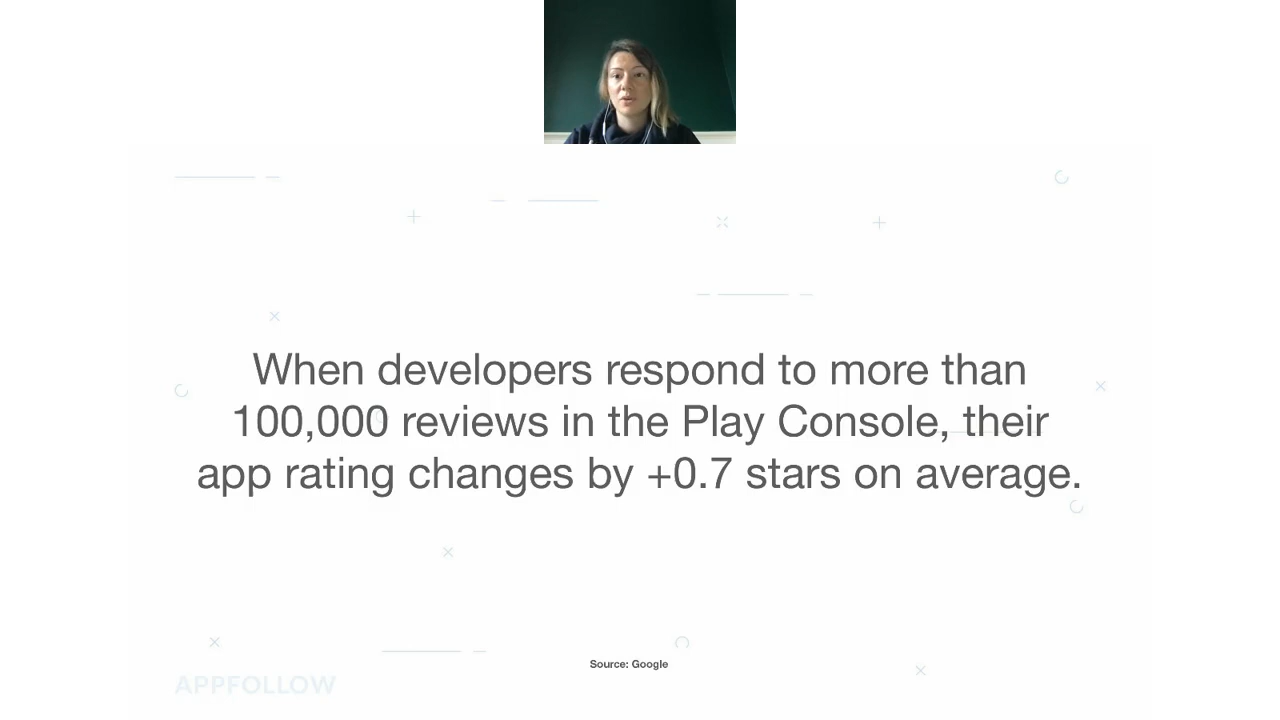 When developers respond to more than
100,000 reviews in the Play Console, their
app rating changes by +0.7 stars on average.
Source: Google
APPFOLLOW